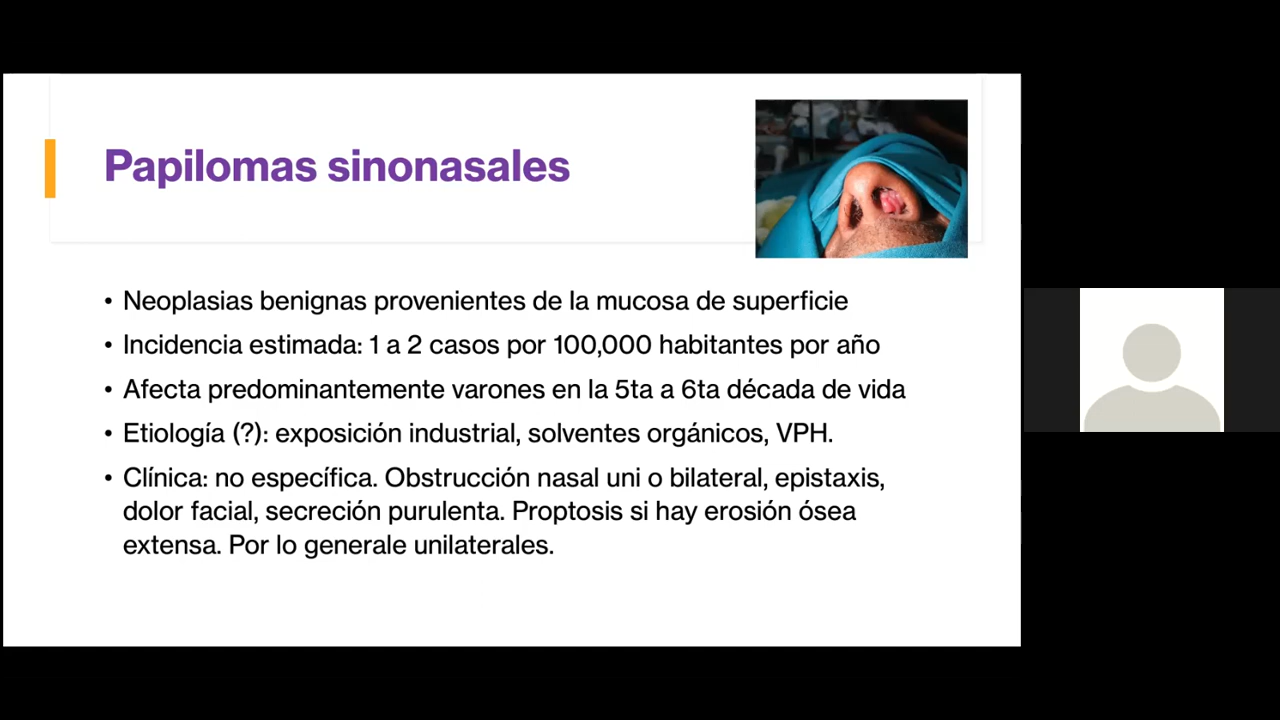 Papilomas sinonasales
• Neoplasias benignas provenientes de la mucosa de superficie
• Incidencia estimada: 1 a 2 casos por 100,000 habitantes por año
• Afecta predominantemente varones en la 5ta a 6ta década de vida
• Etiología (?): exposición industrial, solventes orgánicos, VPH.
• Clínica: no específica. Obstrucción nasal uni o bilateral, epistaxis,
dolor facial, secreción purulenta. Proptosis si hay erosión ósea
extensa. Por lo generale unilaterales.